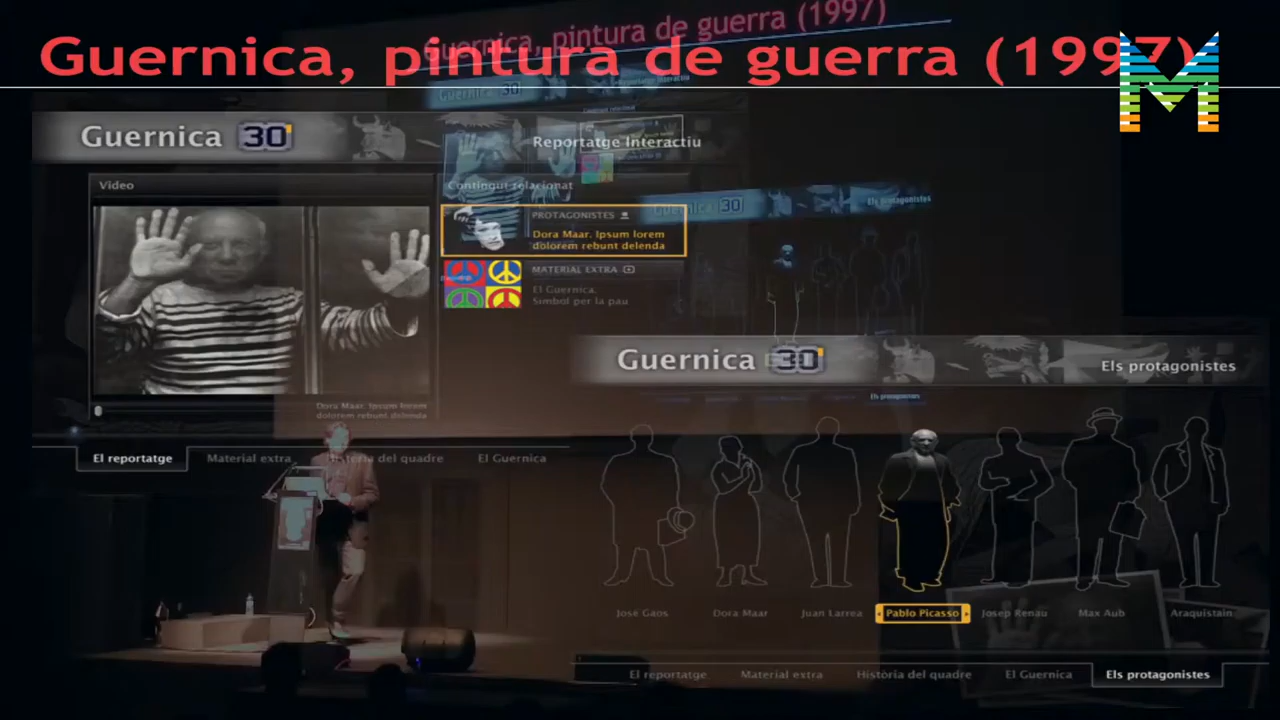 Guernica, pintura de guerra (1997)
Guernica, pintura de guerra (1997)
Guernica 30
Reportatge Interactiu
Video
Contingut relacionat
PROTAGONISTES
Dora Maar. Ipsum lorem
dolorem rebunt delenda
MATERIAL EXTRA
El Guernica.
Símbol per la pau
Dora Maar. Ipsum lorem
dolorem rebunt delenda
El reportatge
Material extra
Història del quadre
El Guernica
Guernica 30
Els protagonistes
Guernica 30
Els protagonistes
Els protagonistes
José Gaos
Dora Maar
Juan Larrea
Pablo Picasso
Josep Renau
Max Aub
Araquistain
El reportatge
Material extra
Història del quadre
El Guernica
Els protagonistes
M